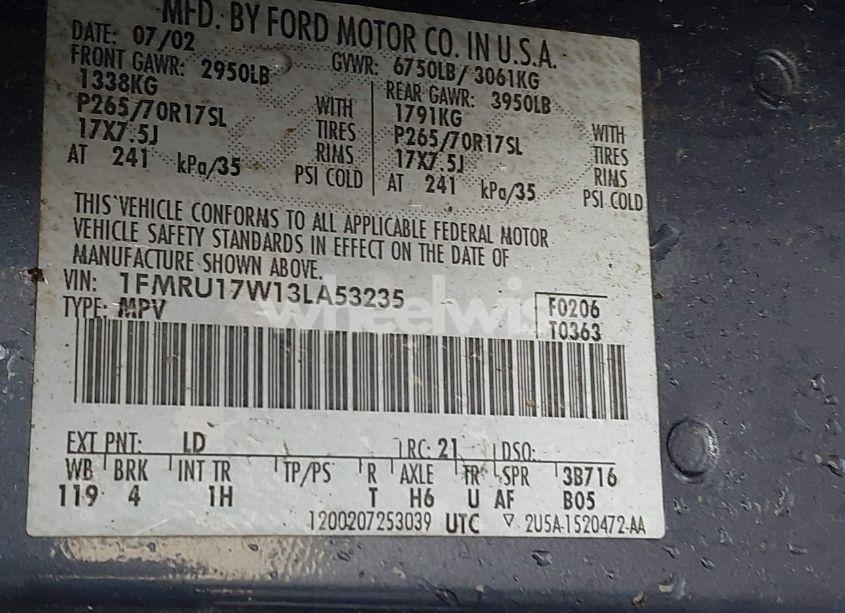 MFD. BY FORD MOTOR CO. IN U.S.A.
DATE: 07/02 GVWR: 6750LB/ 3061KG
FRONT GAWR: 2950LB REAR GAWR: 3950LB
1338KG WITH 1791KG WITH
P265/70R17SL TIRES P265/70R17SL TIRES
17X7.5J RIMS 17X7.5J RIMS
AT 241 kPa/35 PSI COLD AT 241 kPa/35 PSI COLD
THIS VEHICLE CONFORMS TO ALL APPLICABLE FEDERAL MOTOR
VEHICLE SAFETY STANDARDS IN EFFECT ON THE DATE OF
MANUFACTURE SHOWN ABOVE.
VIN: 1FMRU17W13LA53235 F0206
TYPE: MPV T0363
wheelwis
EXT PNT: LD RC: 21 DSO:
WB BRK INT TR TP/PS R AXLE TR SPR 3B716
119 4 1H T H6 U AF B05
1200207253039 UTC ▽ 2U5A-1520472-AA